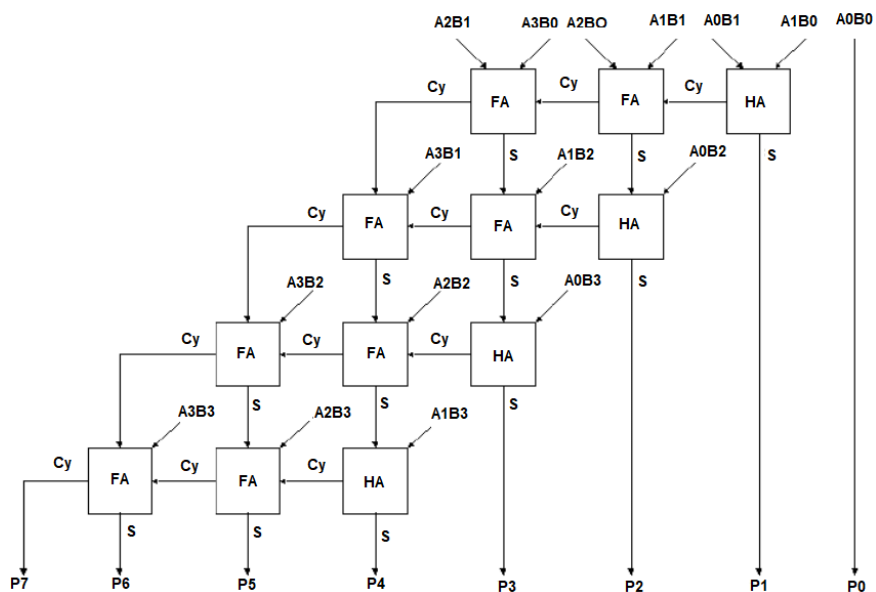 A2B1 A3B0 A2BO A1B1 A0B1 A1B0 A0B0
Cy FA Cy FA Cy HA
S S S
A3B1 A1B2 A0B2
Cy FA Cy FA Cy HA
S S S
A3B2 A2B2 A0B3
Cy FA Cy FA Cy HA
S S S
A3B3 A2B3 A1B3
Cy FA Cy FA Cy HA
S S S
P7 P6 P5 P4 P3 P2 P1 P0